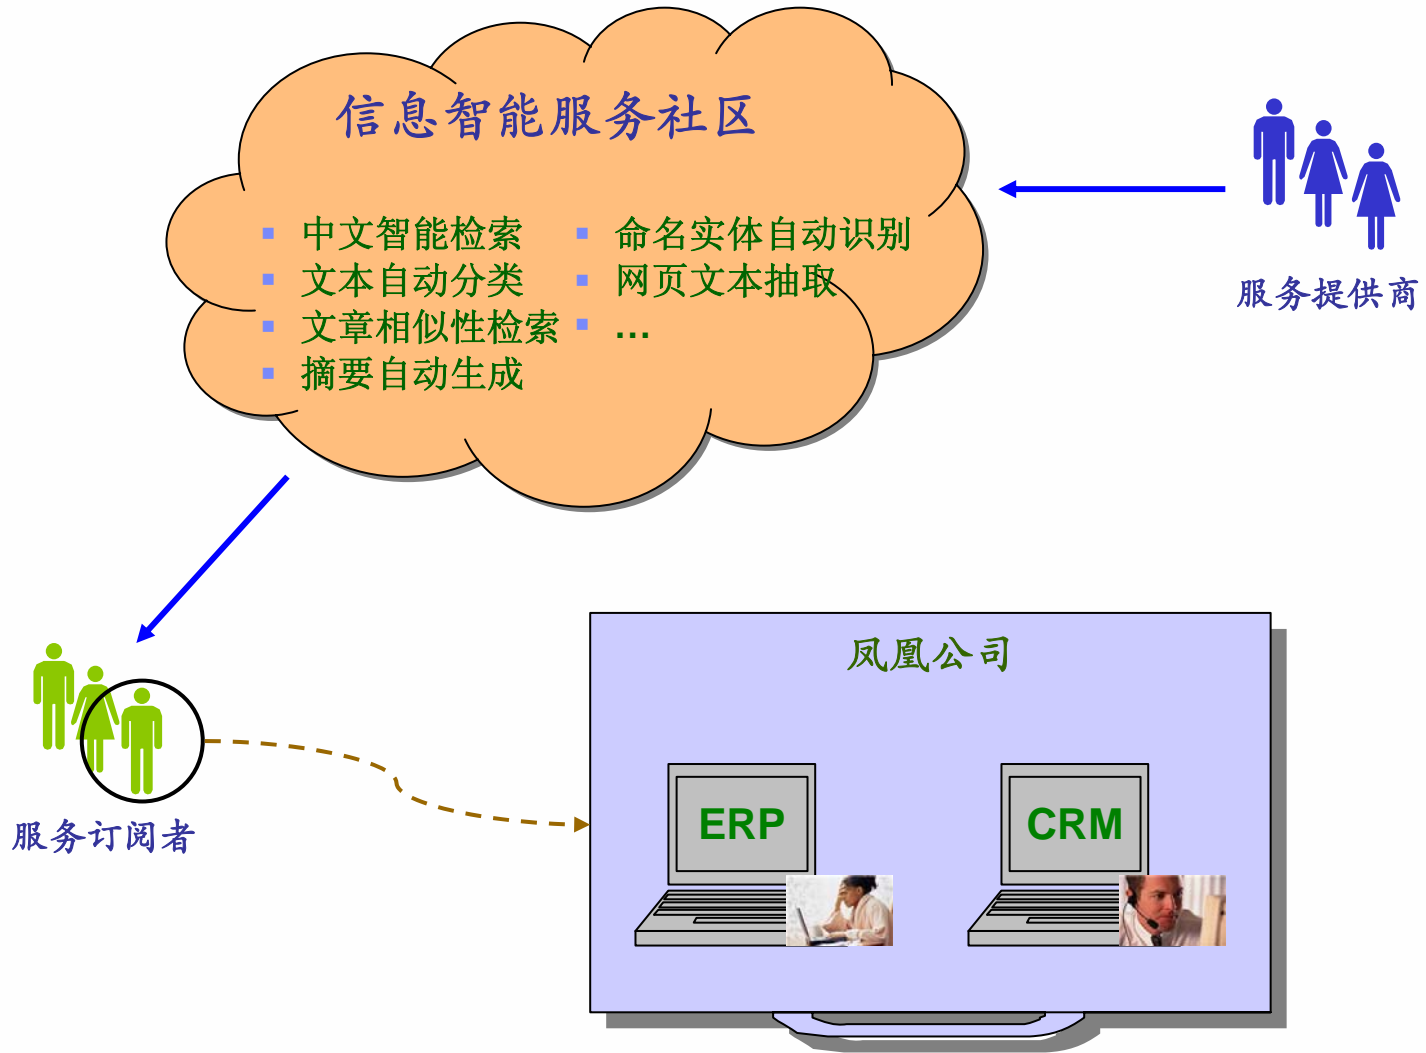 信息智能服务社区
中文智能检索
文本自动分类
文章相似性检索
摘要自动生成
命名实体自动识别
网页文本抽取
…
服务提供商
服务订阅者
凤凰公司
ERP
CRM